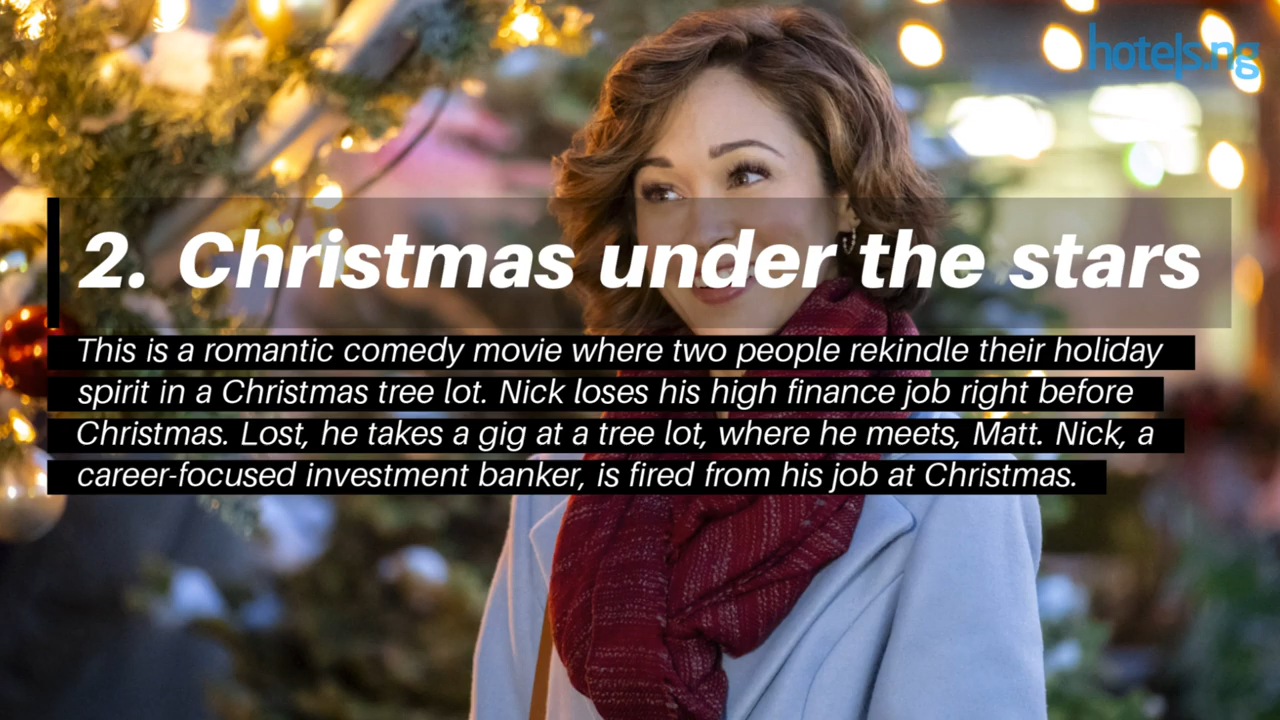 hotels.ng
2. Christmas under the stars
This is a romantic comedy movie where two people rekindle their holiday
spirit in a Christmas tree lot. Nick loses his high finance job right before
Christmas. Lost, he takes a gig at a tree lot, where he meets, Matt. Nick, a
career-focused investment banker, is fired from his job at Christmas.